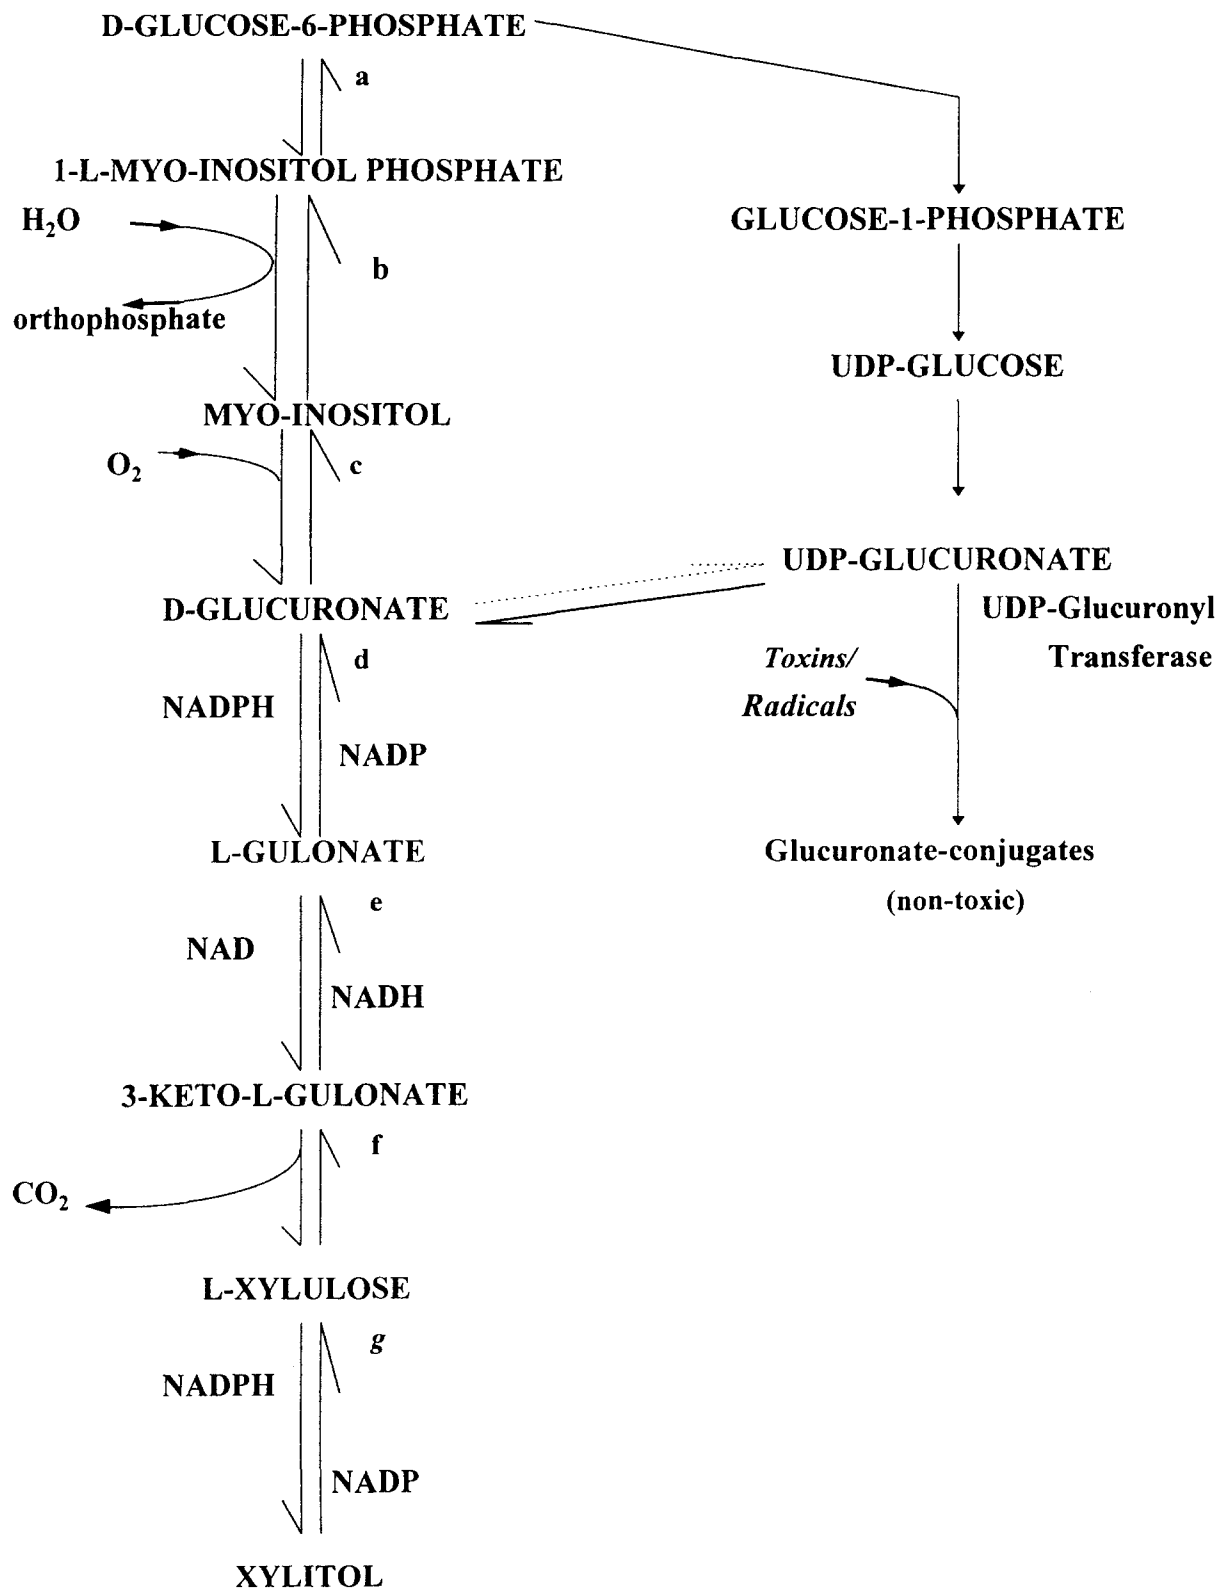 D-GLUCOSE-6-PHOSPHATE
a
1-L-MYO-INOSITOL PHOSPHATE
H₂O
b
orthophosphate
MYO-INOSITOL
O₂
c
D-GLUCURONATE
d
NADPH
NADP
L-GULONATE
e
NAD
NADH
3-KETO-L-GULONATE
f
CO₂
L-XYLULOSE
g
NADPH
NADP
XYLITOL
GLUCOSE-1-PHOSPHATE
UDP-GLUCOSE
UDP-GLUCURONATE
UDP-Glucuronyl
Transferase
Toxins/
Radicals
Glucuronate-conjugates
(non-toxic)